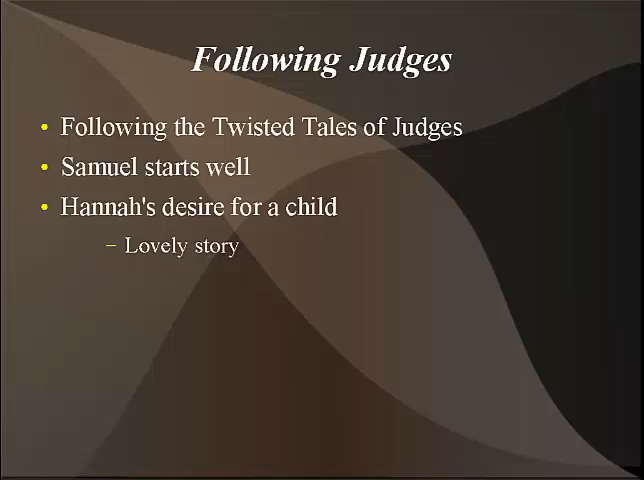 Following Judges
• Following the Twisted Tales of Judges
• Samuel starts well
• Hannah's desire for a child
– Lovely story